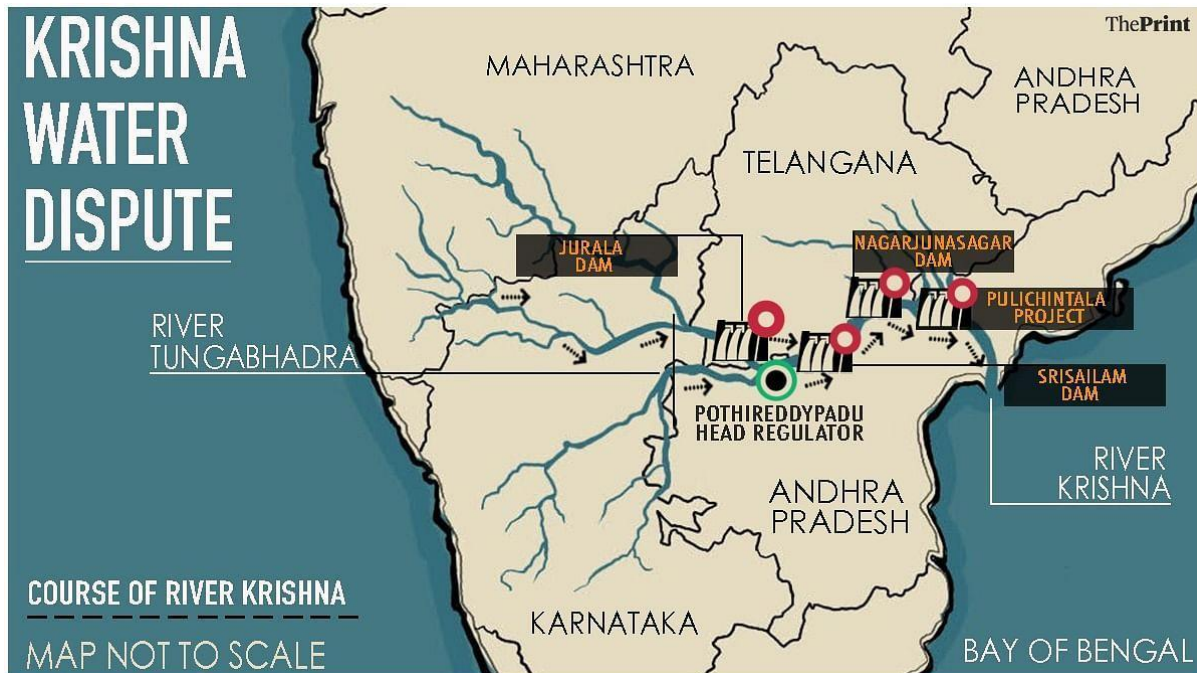 KRISHNA
WATER
DISPUTE
ThePrint
MAHARASHTRA
ANDHRA
PRADESH
TELANGANA
JURALA
DAM
NAGARJUNASAGAR
DAM
PULICHINTALA
PROJECT
RIVER
TUNGABHADRA
SRISAILAM
DAM
POTHIREDDYPADU
HEAD REGULATOR
RIVER
KRISHNA
ANDHRA
PRADESH
COURSE OF RIVER KRISHNA
KARNATAKA
MAP NOT TO SCALE
BAY OF BENGAL